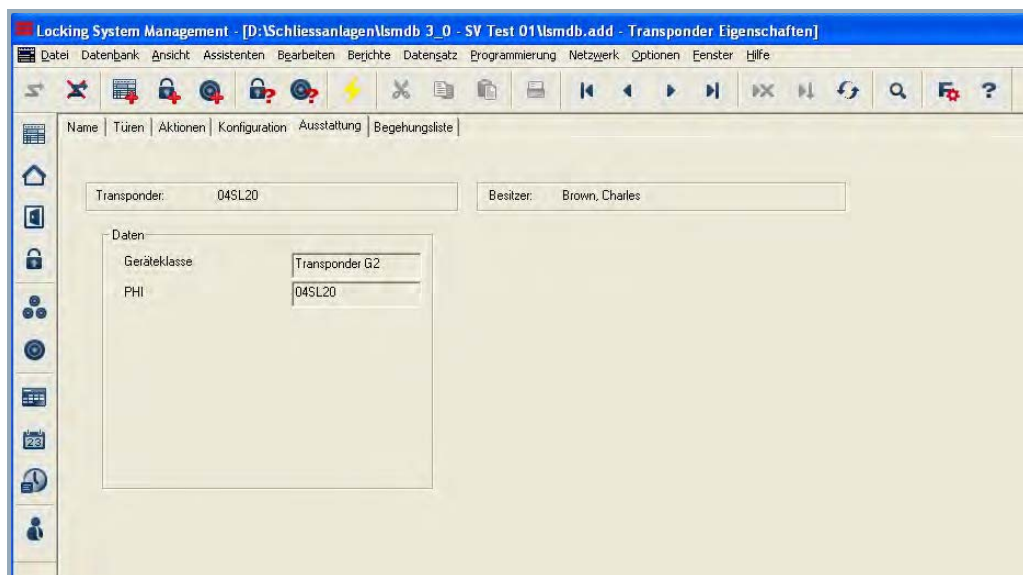 Locking System Management - [D:\Schliessanlagen\lsmdb 3_0 - SV Test 01\lsmdb.add - Transponder Eigenschaften]
Datei Datenbank Ansicht Assistenten Bearbeiten Berichte Datensatz Programmierung Netzwerk Optionen Fenster Hilfe
Name Türen Aktionen Konfiguration Ausstattung Begehungsliste
Transponder: 04SL20 Besitzer: Brown, Charles
Daten
Geräteklasse Transponder G2
PHI 04SL20
23